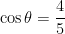 cos θ = 4/5